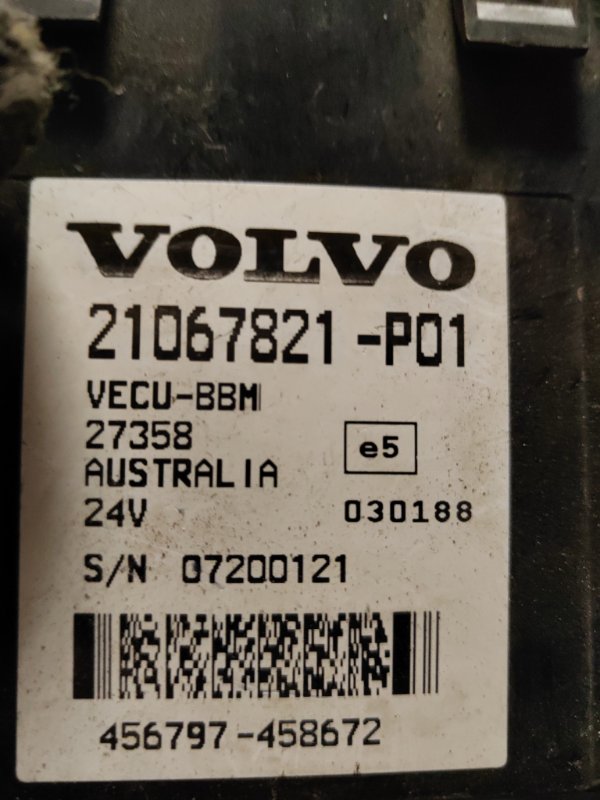 VOLVO
21067821-P01
VECU-BBM
27358
e5
AUSTRALIA
24V 030188
S/N 07200121
456797-458672